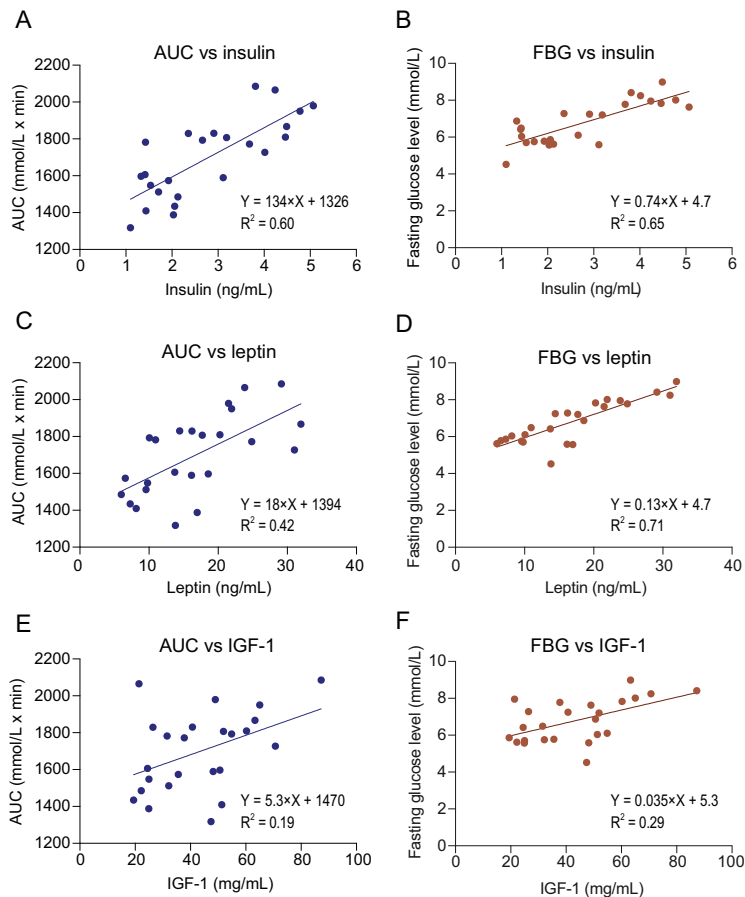 A
AUC vs insulin
AUC (mmol/L x min)
2200
2000
1800
1600
1400
1200
0 1 2 3 4 5 6
Insulin (ng/mL)
Y = 134×X + 1326
R² = 0.60
B
FBG vs insulin
Fasting glucose level (mmol/L)
10
8
6
4
2
0
0 1 2 3 4 5 6
Insulin (ng/mL)
Y = 0.74×X + 4.7
R² = 0.65
C
AUC vs leptin
AUC (mmol/L x min)
2200
2000
1800
1600
1400
1200
0 10 20 30 40
Leptin (ng/mL)
Y = 18×X + 1394
R² = 0.42
D
FBG vs leptin
Fasting glucose level (mmol/L)
10
8
6
4
2
0
0 10 20 30 40
Leptin (ng/mL)
Y = 0.13×X + 4.7
R² = 0.71
E
AUC vs IGF-1
AUC (mmol/L x min)
2200
2000
1800
1600
1400
1200
0 20 40 60 80 100
IGF-1 (mg/mL)
Y = 5.3×X + 1470
R² = 0.19
F
FBG vs IGF-1
Fasting glucose level (mmol/L)
10
8
6
4
2
0
0 20 40 60 80 100
IGF-1 (mg/mL)
Y = 0.035×X + 5.3
R² = 0.29